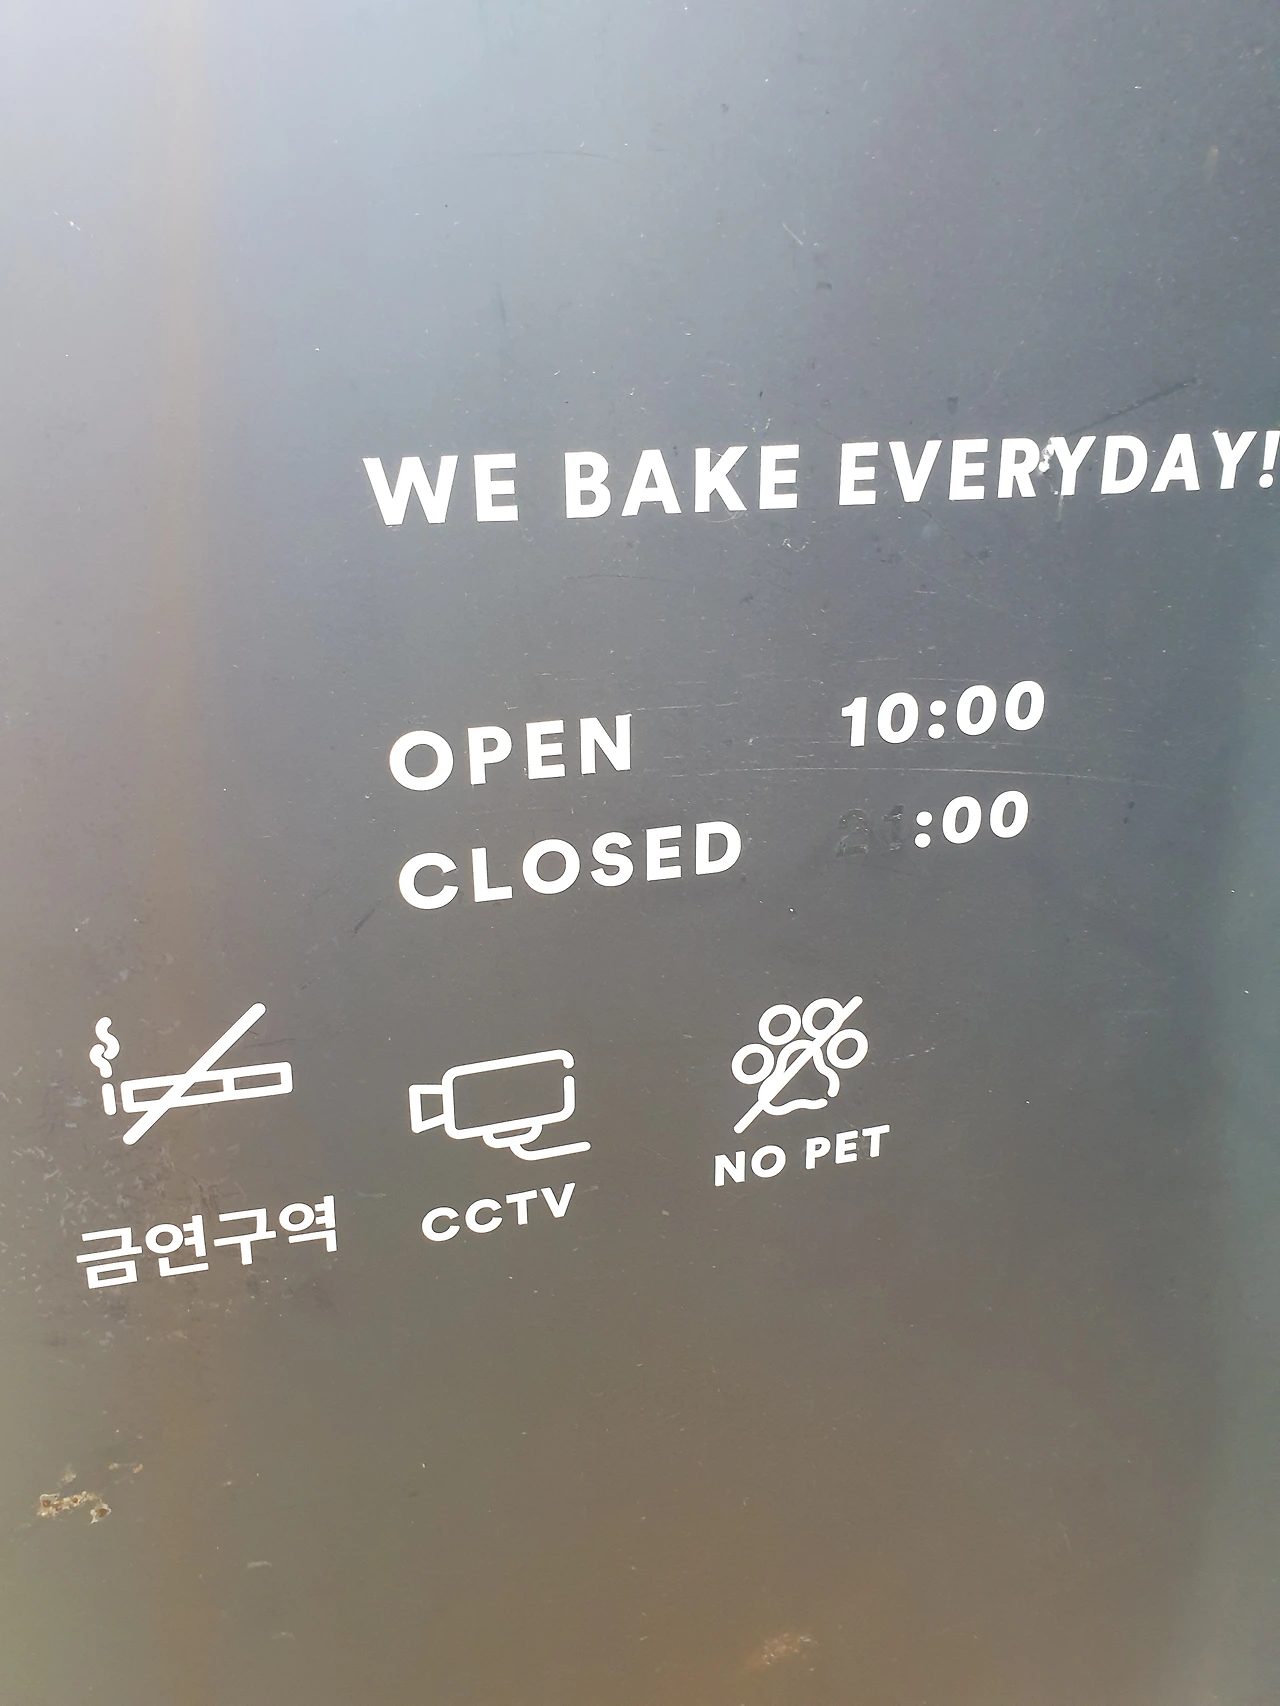 WE BAKE EVERYDAY!
OPEN 10:00
CLOSED :00
NO PET
CCTV
금연구역